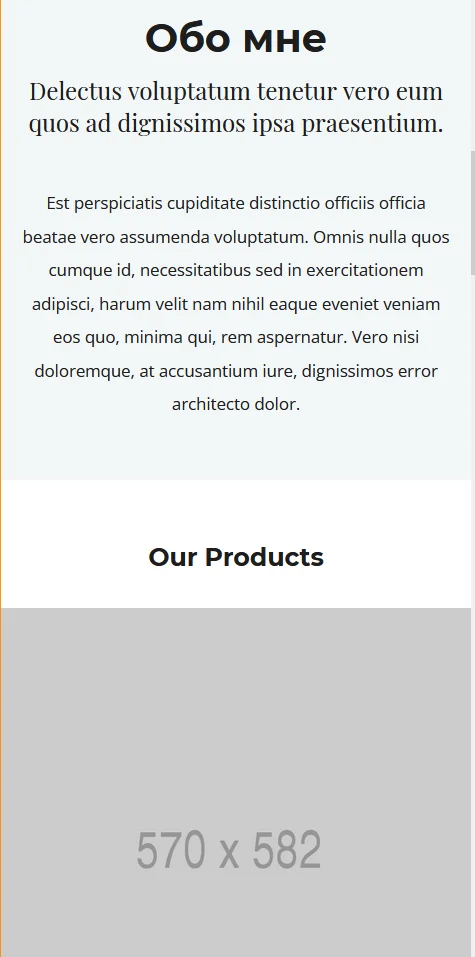 Обо мне
Delectus voluptatum tenetur vero eum
quos ad dignissimos ipsa praesentium.
Est perspiciatis cupiditate distinctio officiis officia
beatae vero assumenda voluptatum. Omnis nulla quos
cumque id, necessitatibus sed in exercitationem
adipisci, harum velit nam nihil eaque eveniet veniam
eos quo, minima qui, rem aspernatur. Vero nisi
doloremque, at accusantium iure, dignissimos error
architecto dolor.
Our Products
570 x 582